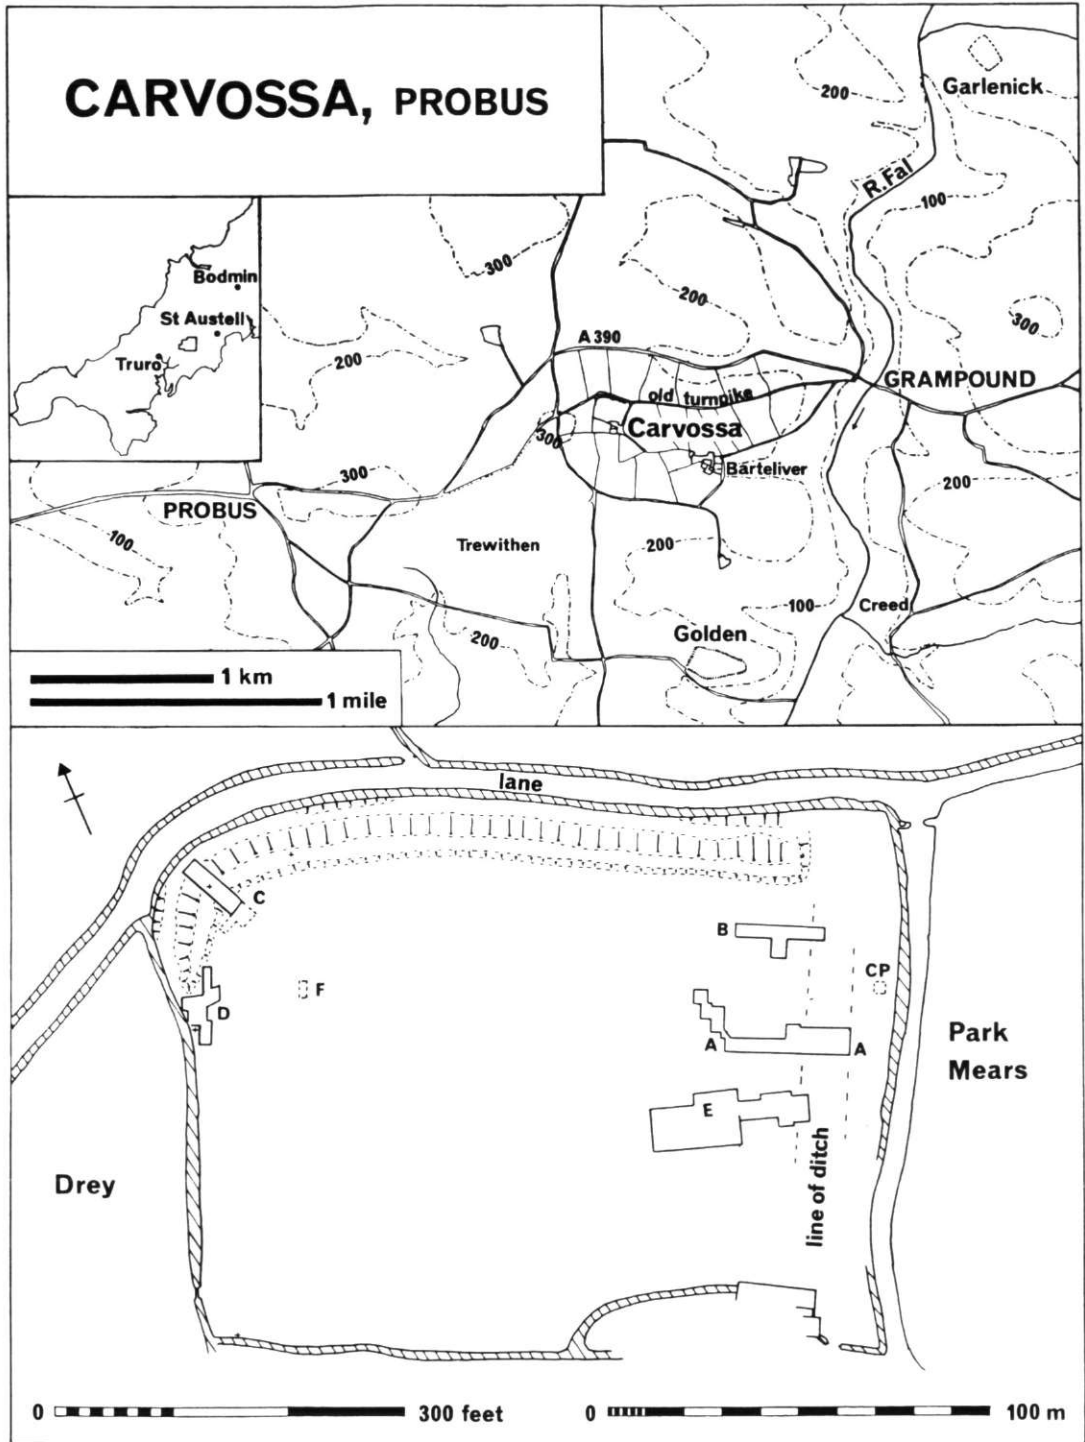 CARVOSSA, PROBUS
200
Garlenick
R. Fal
100
300
200
300
Bodmin
St Austell
Truro
200
A 390
GRAMPOUND
old turnpike
Carvossa
300
Barteliver
300
PROBUS
200
100
Trewithen
200
100
Creed
Golden
200
1 km
1 mile
lane
C
B
F
CP
D
A
A
Park
Mears
E
Drey
line of ditch
0
300 feet
0
100 m